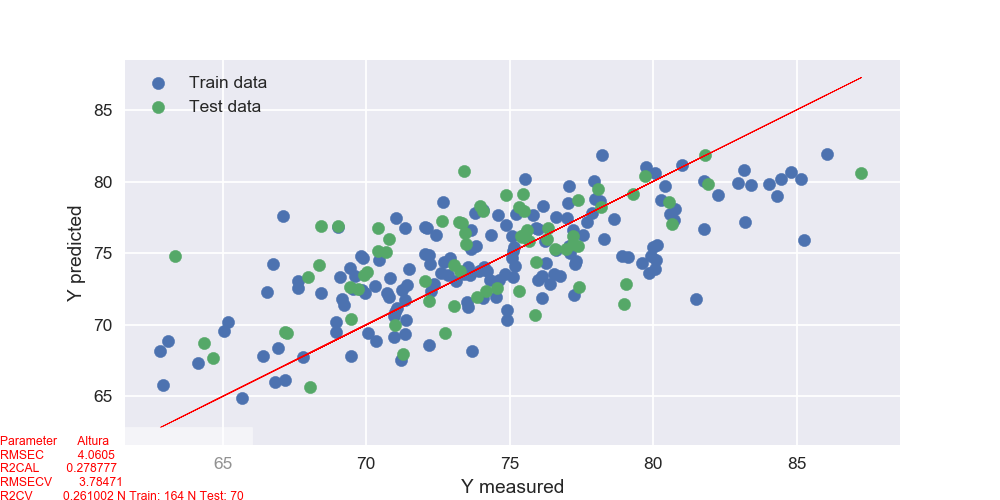 Train data
Test data
85
80
75
70
65
Y predicted
65
70
75
80
85
Y measured
Parameter Altura
RMSEC 4.0605
R2CAL 0.278777
RMSECV 3.78471
R2CV 0.261002 N Train: 164 N Test: 70